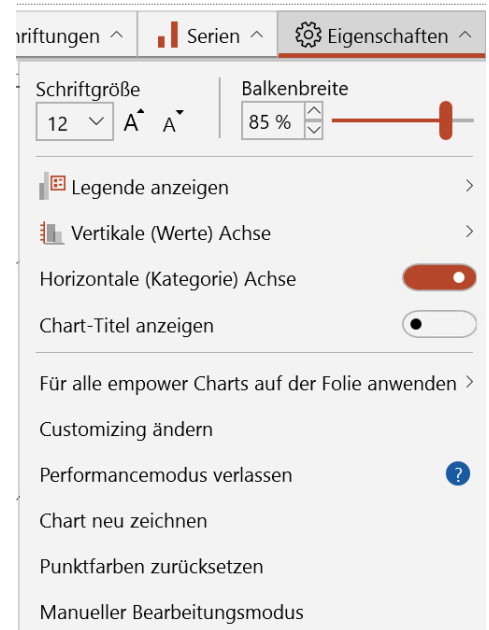 riftungen Serien Eigenschaften
Schriftgröße Balkenbreite
12 A A 85 %
Legende anzeigen
Vertikale (Werte) Achse
Horizontale (Kategorie) Achse
Chart-Titel anzeigen
Für alle empower Charts auf der Folie anwenden
Customizing ändern
Performancemodus verlassen ?
Chart neu zeichnen
Punktfarben zurücksetzen
Manueller Bearbeitungsmodus